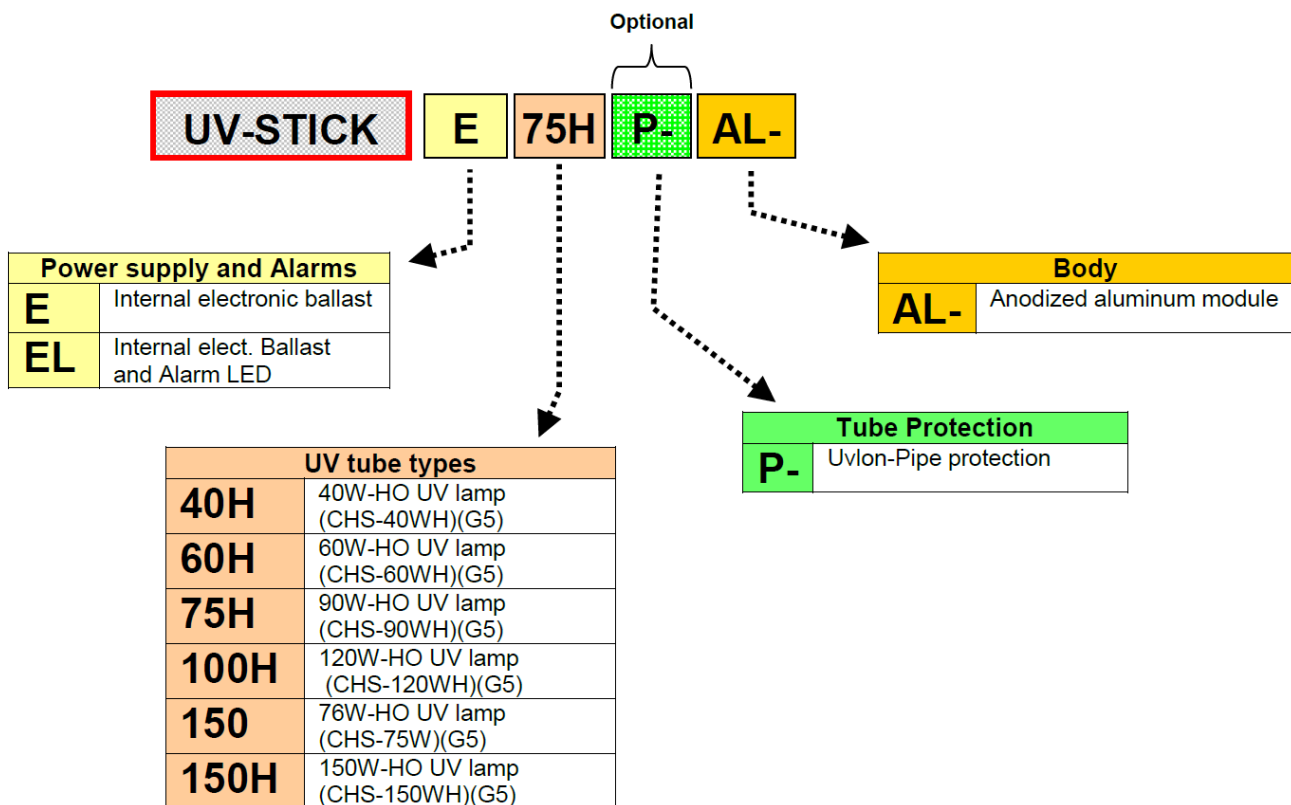 Optional
UV-STICK E 75H P- AL-
Power supply and Alarms
E Internal electronic ballast
EL Internal elect. Ballast
and Alarm LED
Body
AL- Anodized aluminum module
Tube Protection
P- Uvlon-Pipe protection
UV tube types
40H 40W-HO UV lamp
(CHS-40WH)(G5)
60H 60W-HO UV lamp
(CHS-60WH)(G5)
75H 90W-HO UV lamp
(CHS-90WH)(G5)
100H 120W-HO UV lamp
(CHS-120WH)(G5)
150 76W-HO UV lamp
(CHS-75W)(G5)
150H 150W-HO UV lamp
(CHS-150WH)(G5)